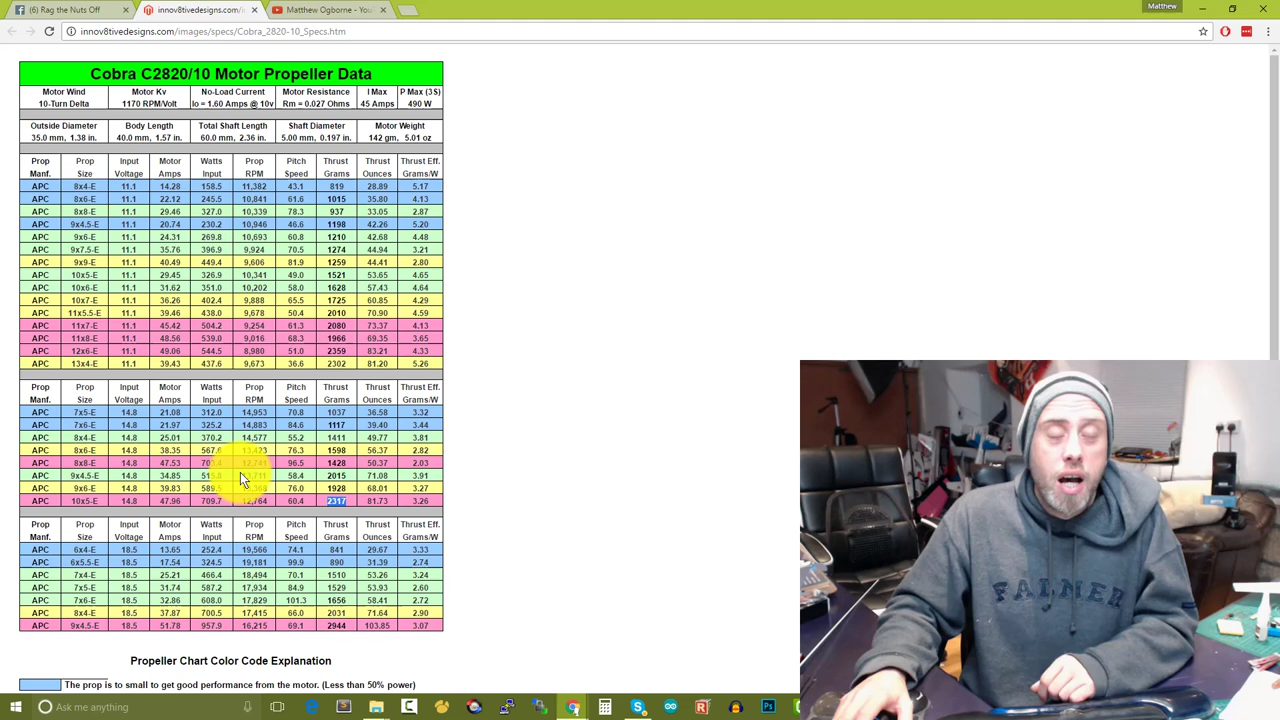 (6) Rag the Nuts Off
innov8tivedesigns.com/i
Matthew Ogborne - You
Matthew
innov8tivedesigns.com/images/specs/Cobra_2820-10_Specs.htm
Cobra C2820/10 Motor Propeller Data
Motor Wind Motor Kv No-Load Current Motor Resistance I Max P Max (3S)
10-Turn Delta 1170 RPM/Volt Io = 1.60 Amps @ 10v Rm = 0.027 Ohms 45 Amps 490 W
Outside Diameter Body Length Total Shaft Length Shaft Diameter Motor Weight
35.0 mm, 1.38 in. 40.0 mm, 1.57 in. 60.0 mm, 2.36 in. 5.00 mm, 0.197 in. 142 gm, 5.01 oz
Prop Prop Input Motor Watts Prop Pitch Thrust Thrust Thrust Eff.
Manf. Size Voltage Amps Input RPM Speed Grams Ounces Grams/W
APC 8x4-E 11.1 14.28 158.5 11,382 43.1 819 28.89 5.17
APC 8x6-E 11.1 22.12 245.5 10,841 61.6 1015 35.80 4.13
APC 8x8-E 11.1 29.46 327.0 10,339 78.3 937 33.05 2.87
APC 9x4.5-E 11.1 20.74 230.2 10,946 46.6 1198 42.26 5.20
APC 9x6-E 11.1 24.31 269.8 10,693 60.8 1210 42.68 4.48
APC 9x7.5-E 11.1 35.76 396.9 9,924 70.5 1274 44.94 3.21
APC 9x9-E 11.1 40.49 449.4 9,606 81.9 1259 44.41 2.80
APC 10x5-E 11.1 29.45 326.9 10,341 49.0 1521 53.65 4.65
APC 10x6-E 11.1 31.62 351.0 10,202 58.0 1628 57.43 4.64
APC 10x7-E 11.1 36.26 402.4 9,888 65.5 1725 60.85 4.29
APC 11x5.5-E 11.1 39.46 438.0 9,678 50.4 2010 70.90 4.59
APC 11x7-E 11.1 45.42 504.2 9,254 61.3 2080 73.37 4.13
APC 11x8-E 11.1 48.56 539.0 9,016 68.3 1966 69.35 3.65
APC 12x6-E 11.1 49.06 544.5 8,980 51.0 2359 83.21 4.33
APC 13x4-E 11.1 39.43 437.6 9,673 36.6 2302 81.20 5.26
Prop Prop Input Motor Watts Prop Pitch Thrust Thrust Thrust Eff.
Manf. Size Voltage Amps Input RPM Speed Grams Ounces Grams/W
APC 7x5-E 14.8 21.08 312.0 14,953 70.8 1037 36.58 3.32
APC 7x6-E 14.8 21.97 325.2 14,883 84.6 1117 39.40 3.44
APC 8x4-E 14.8 25.01 370.2 14,577 55.2 1411 49.77 3.81
APC 8x6-E 14.8 38.35 567.6 13,423 76.3 1598 56.37 2.82
APC 8x8-E 14.8 47.53 96.5 1428 50.37 2.03
APC 9x4.5-E 14.8 34.85 58.4 2015 71.08 3.91
APC 9x6-E 14.8 39.83 589.5 76.0 1928 68.01 3.27
APC 10x5-E 14.8 47.96 709.7 12,764 60.4 2317 81.73 3.26
Prop Prop Input Motor Watts Prop Pitch Thrust Thrust Thrust Eff.
Manf. Size Voltage Amps Input RPM Speed Grams Ounces Grams/W
APC 6x4-E 18.5 13.65 252.4 19,566 74.1 841 29.67 3.33
APC 6x5.5-E 18.5 17.54 324.5 19,181 99.9 890 31.39 2.74
APC 7x4-E 18.5 25.21 466.4 18,494 70.1 1510 53.26 3.24
APC 7x5-E 18.5 31.74 587.2 17,934 84.9 1529 53.93 2.60
APC 7x6-E 18.5 32.86 608.0 17,829 101.3 1656 58.41 2.72
APC 8x4-E 18.5 37.87 700.5 17,415 66.0 2031 71.64 2.90
APC 9x4.5-E 18.5 51.78 957.9 16,215 69.1 2944 103.85 3.07
Propeller Chart Color Code Explanation
The prop is to small to get good performance from the motor. (Less than 50% power)
Ask me anything
FALMER